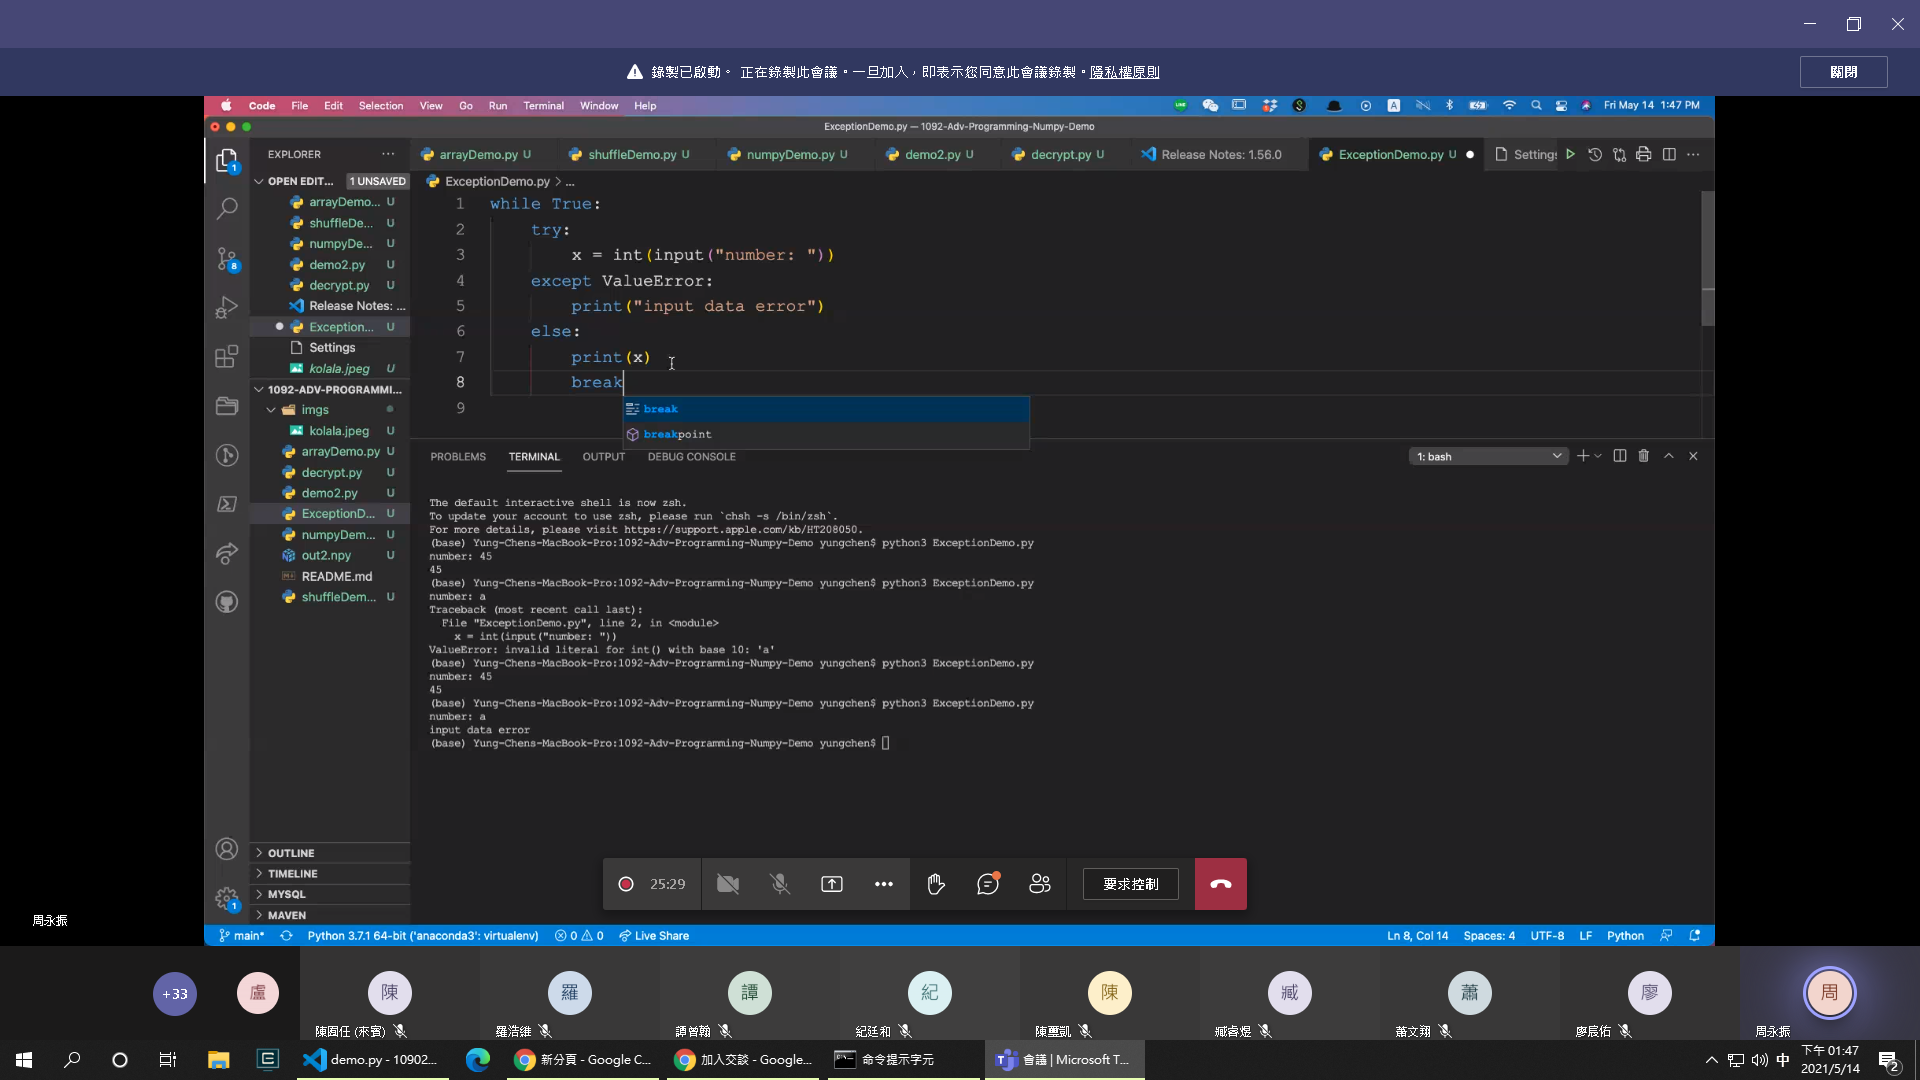 錄製已啟動。 正在錄製此會議。一旦加入，即表示您同意此會議錄製。隱私權原則
關閉
Code File Edit Selection View Go Run Terminal Window Help
Fri May 14 1:47 PM
ExceptionDemo.py — 1092-Adv-Programming-Numpy-Demo
EXPLORER
arrayDemo.py U
shuffleDemo.py U
numpyDemo.py U
demo2.py U
decrypt.py U
Release Notes: 1.56.0
ExceptionDemo.py U
Settings
OPEN EDIT... 1 UNSAVED
arrayDemo... U
shuffleDe... U
numpyDe... U
demo2.py U
decrypt.py U
Release Notes: ...
Exception... U
Settings
kolala.jpeg U
1092-ADV-PROGRAMMI...
imgs
kolala.jpeg U
arrayDemo.py U
decrypt.py U
demo2.py U
ExceptionD... U
numpyDem... U
out2.npy U
README.md
shuffleDem... U
OUTLINE
TIMELINE
MYSQL
MAVEN
ExceptionDemo.py > ...
1 while True:
2 try:
3 x = int(input("number: "))
4 except ValueError:
5 print("input data error")
6 else:
7 print(x)
8 break
9
break
breakpoint
PROBLEMS TERMINAL OUTPUT DEBUG CONSOLE
1: bash
The default interactive shell is now zsh.
To update your account to use zsh, please run `chsh -s /bin/zsh`.
For more details, please visit https://support.apple.com/kb/HT208050.
(base) Yung-Chens-MacBook-Pro:1092-Adv-Programming-Numpy-Demo yungchen$ python3 ExceptionDemo.py
number: 45
45
(base) Yung-Chens-MacBook-Pro:1092-Adv-Programming-Numpy-Demo yungchen$ python3 ExceptionDemo.py
number: a
Traceback (most recent call last):
File "ExceptionDemo.py", line 2, in <module>
x = int(input("number: "))
ValueError: invalid literal for int() with base 10: 'a'
(base) Yung-Chens-MacBook-Pro:1092-Adv-Programming-Numpy-Demo yungchen$ python3 ExceptionDemo.py
number: 45
45
(base) Yung-Chens-MacBook-Pro:1092-Adv-Programming-Numpy-Demo yungchen$ python3 ExceptionDemo.py
number: a
input data error
(base) Yung-Chens-MacBook-Pro:1092-Adv-Programming-Numpy-Demo yungchen$
25:29
要求控制
周永振
main* Python 3.7.1 64-bit ('anaconda3': virtualenv) 0 0 Live Share
Ln 8, Col 14 Spaces: 4 UTF-8 LF Python
+33 盧 陳 羅 譚 紀 陳 臧 蕭 廖 周
羅浩維
譚曾翰
紀廷和
臧睿煜
蕭文翔
廖宸佑
周永振
demo.py - 10902...
新分頁 - Google C...
加入交談 - Google...
命令提示字元
會議 | Microsoft T...
中
下午 01:47
2021/5/14
2